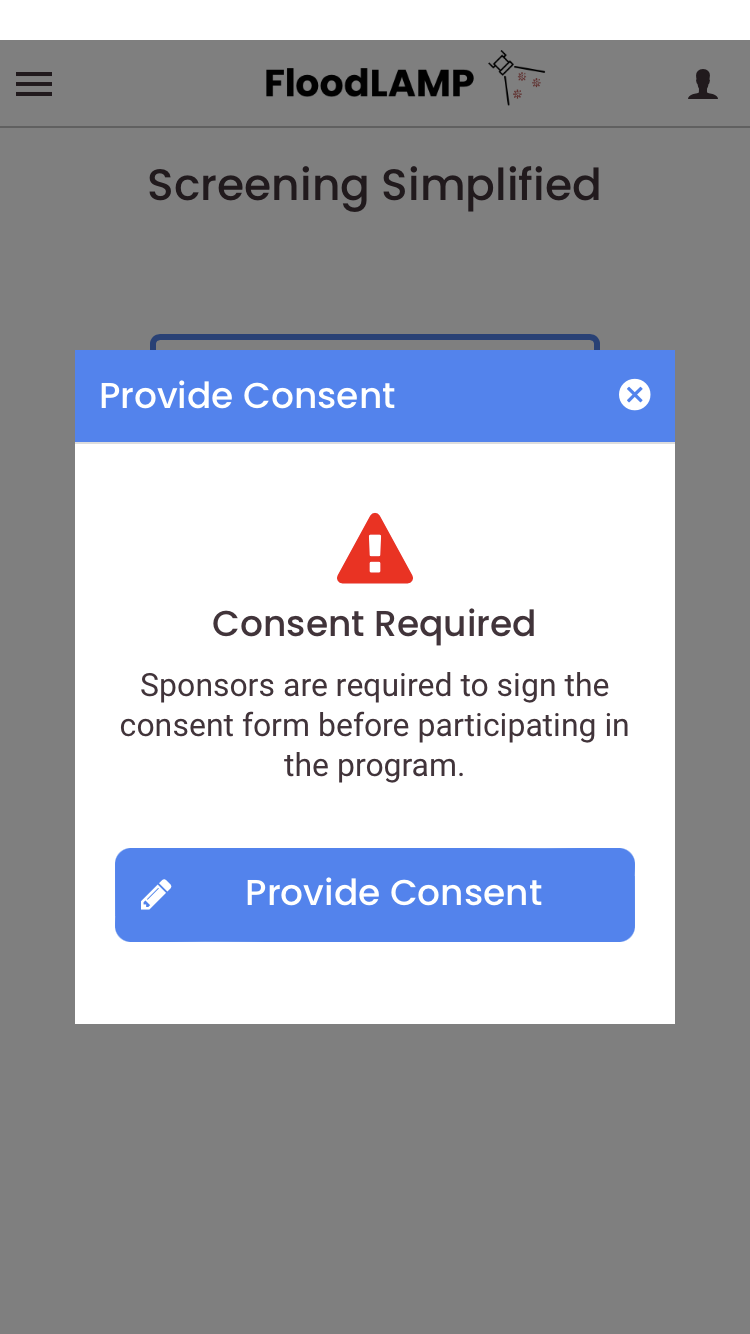 FloodLAMP
Screening Simplified
Provide Consent
Consent Required
Sponsors are required to sign the
consent form before participating in
the program.
Provide Consent